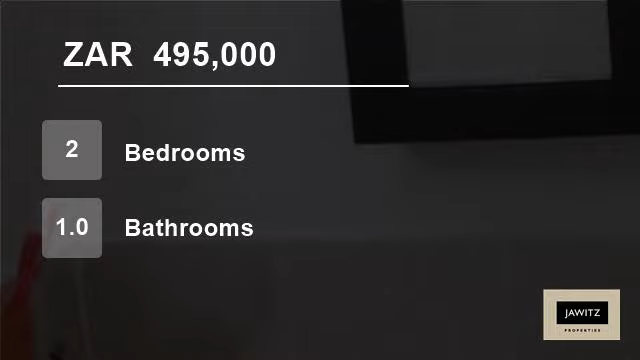 ZAR 495,000
2 Bedrooms
1.0 Bathrooms
JAWITZ
PROPERTIES